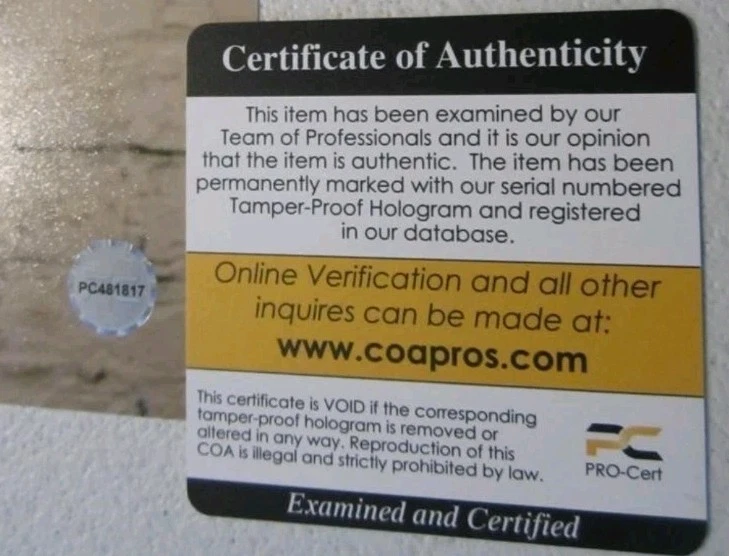 Certificate of Authenticity
This item has been examined by our
Team of Professionals and it is our opinion
that the item is authentic. The item has been
permanently marked with our serial numbered
Tamper-Proof Hologram and registered
in our database.
PC481817
Online Verification and all other
inquires can be made at:
www.coapros.com
This certificate is VOID if the corresponding
tamper-proof hologram is removed or
altered in any way. Reproduction of this
COA is illegal and strictly prohibited by law.
PC
PRO-Cert
Examined and Certified